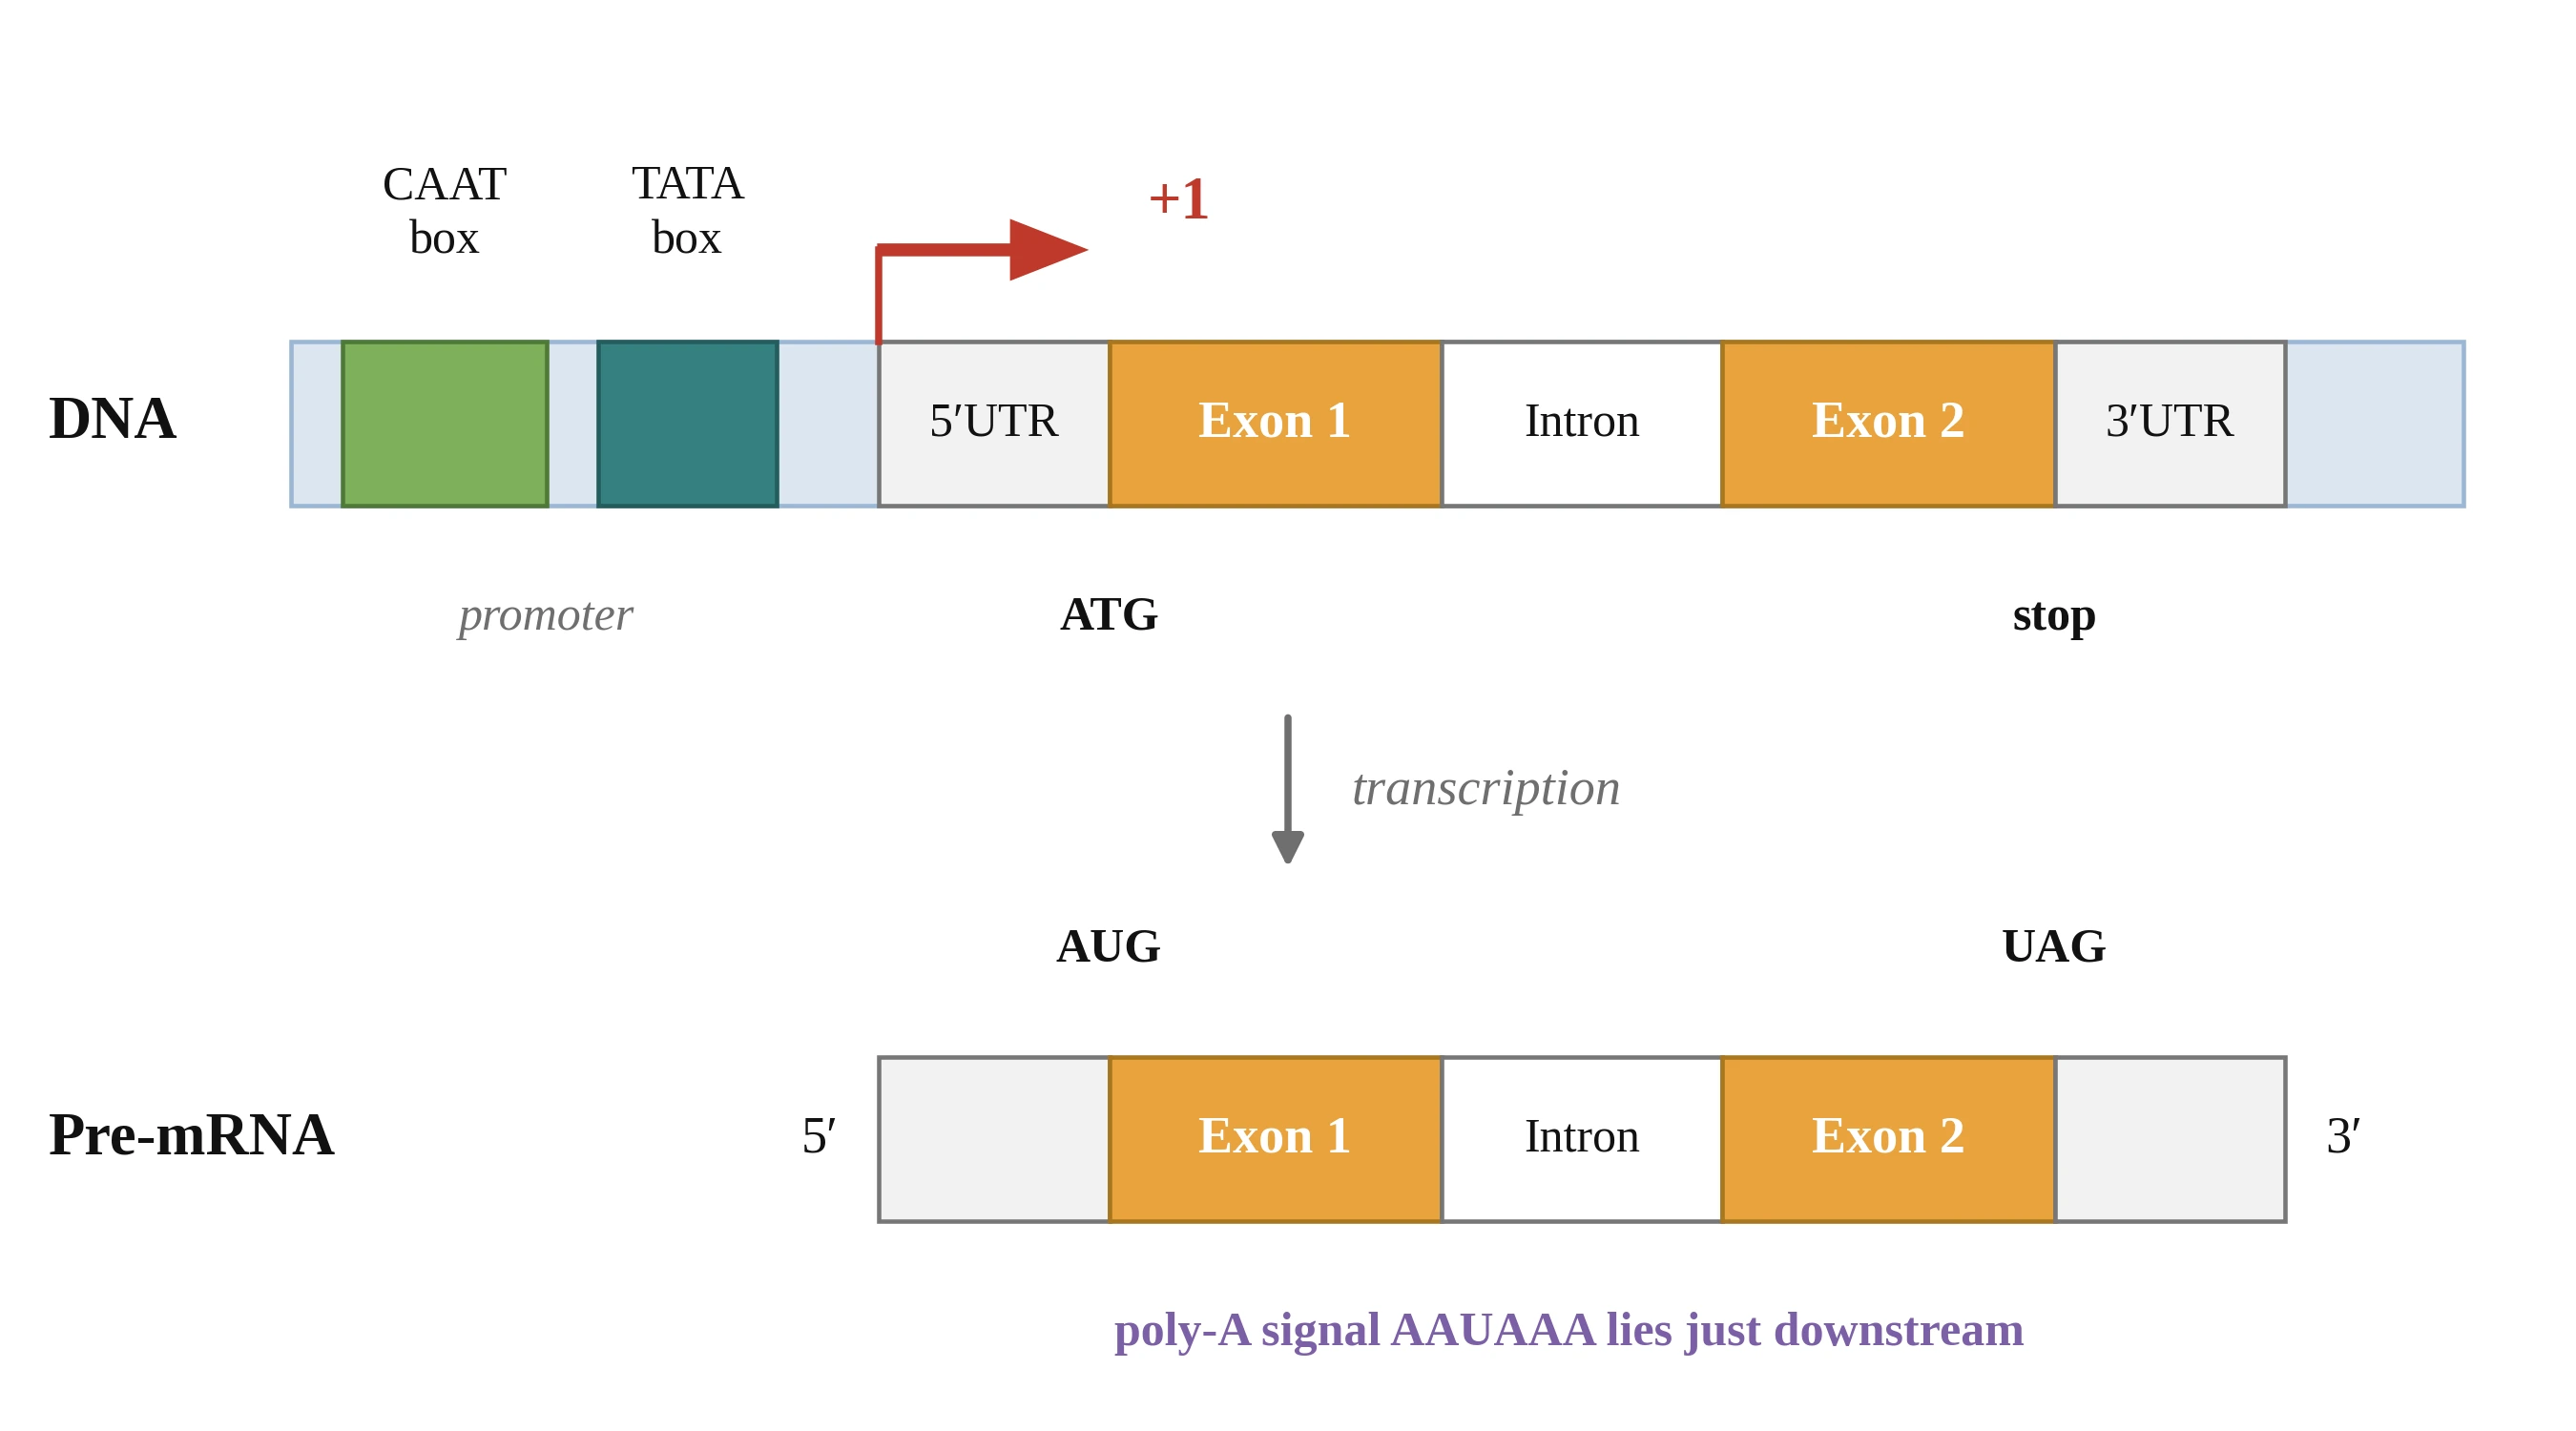 CAAT
box
TATA
box
+1
DNA
5′UTR
Exon 1
Intron
Exon 2
3′UTR
promoter
ATG
stop
transcription
AUG
UAG
Pre-mRNA
5′
Exon 1
Intron
Exon 2
3′
poly-A signal AAUAAA lies just downstream